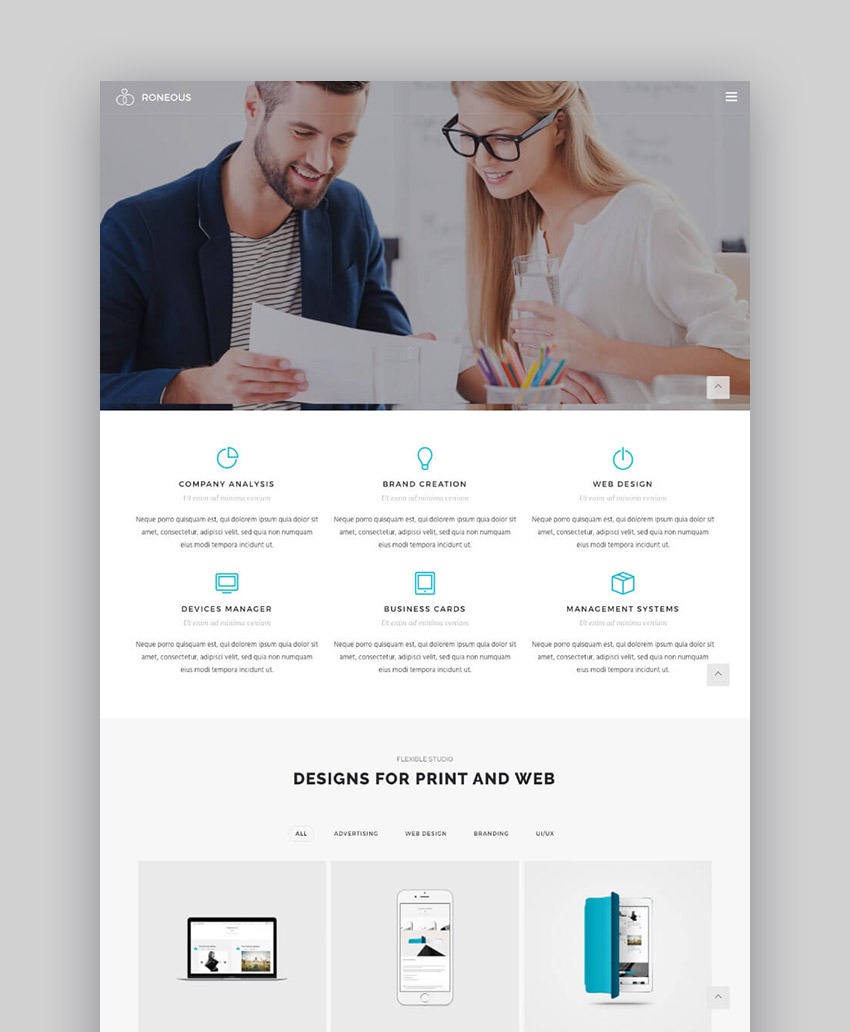 RONEOUS
COMPANY ANALYSIS
Ut enim ad minima veniam
Neque porro quisquam est, qui dolorem ipsum quia dolor sit
amet, consectetur, adipisci velit, sed quia non numquam
eius modi tempora incidunt ut.
BRAND CREATION
Ut enim ad minima veniam
Neque porro quisquam est, qui dolorem ipsum quia dolor sit
amet, consectetur, adipisci velit, sed quia non numquam
eius modi tempora incidunt ut.
WEB DESIGN
Ut enim ad minima veniam
Neque porro quisquam est, qui dolorem ipsum quia dolor sit
amet, consectetur, adipisci velit, sed quia non numquam
eius modi tempora incidunt ut.
DEVICES MANAGER
Ut enim ad minima veniam
Neque porro quisquam est, qui dolorem ipsum quia dolor sit
amet, consectetur, adipisci velit, sed quia non numquam
eius modi tempora incidunt ut.
BUSINESS CARDS
Ut enim ad minima veniam
Neque porro quisquam est, qui dolorem ipsum quia dolor sit
amet, consectetur, adipisci velit, sed quia non numquam
eius modi tempora incidunt ut.
MANAGEMENT SYSTEMS
Ut enim ad minima veniam
Neque porro quisquam est, qui dolorem ipsum quia dolor sit
amet, consectetur, adipisci velit, sed quia non numquam
eius modi tempora incidunt ut.
FLEXIBLE STUDIO
DESIGNS FOR PRINT AND WEB
ALL ADVERTISING WEB DESIGN BRANDING UI/UX